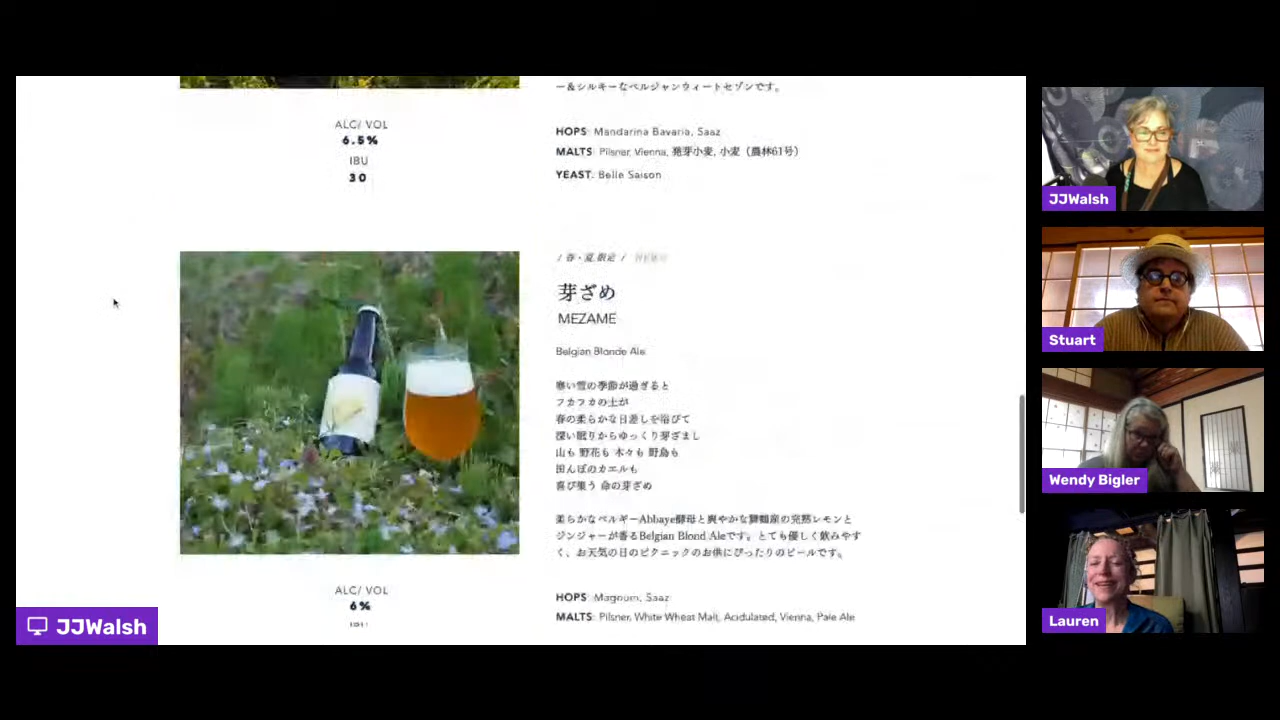 ー&シルキーなベルジャンウィートセゾンです。
ALC/ VOL
6.5%
IBU
30
HOPS: Mandarina Bavaria, Saaz
MALTS: Pilsner, Vienna, 発芽小麦, 小麦（農林61号）
YEAST: Belle Saison
/ 春・夏 限定 /
芽ざめ
MEZAME
Belgian Blonde Ale
寒い雪の季節が過ぎると
フカフカの土が
春の柔らかな日差しを浴びて
深い眠りからゆっくり芽ざまし
山も 野花も 木々も 野鳥も
田んぼのカエルも
喜び集う 命の芽ざめ
柔らかなベルギーAbbaye酵母と爽やかな舞鶴産の完熟レモンと
ジンジャーが香るBelgian Blond Aleです。とても優しく飲みやす
く、お天気の日のピクニックのお供にぴったりのビールです。
ALC/ VOL
6%
IBU
HOPS: Magnum, Saaz
MALTS: Pilsner, White Wheat Malt, Acidulated, Vienna, Pale Ale
JJWalsh
JJWalsh
Stuart
Wendy Bigler
Lauren